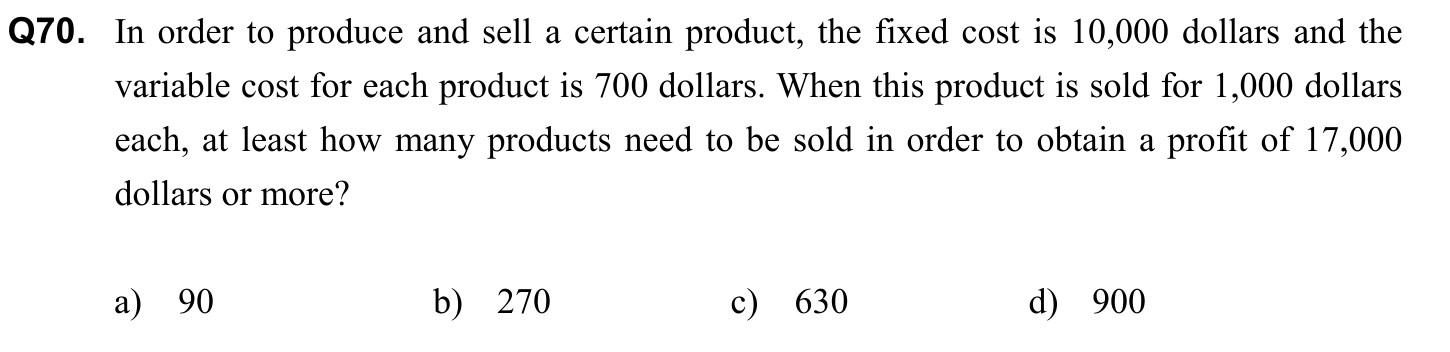 Q70. In order to produce and sell a certain product, the fixed cost is 10,000 dollars and the
variable cost for each product is 700 dollars. When this product is sold for 1,000 dollars
each, at least how many products need to be sold in order to obtain a profit of 17,000
dollars or more?
a) 90 b) 270 c) 630 d) 900